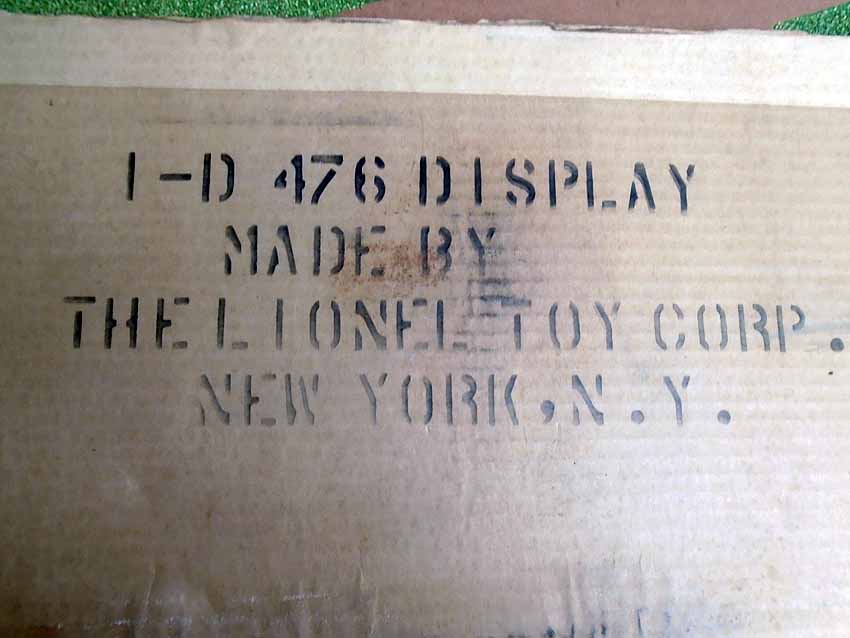 1-D 476 DISPLAY
MADE BY
THE LIONEL TOY CORP.
NEW YORK, N.Y.